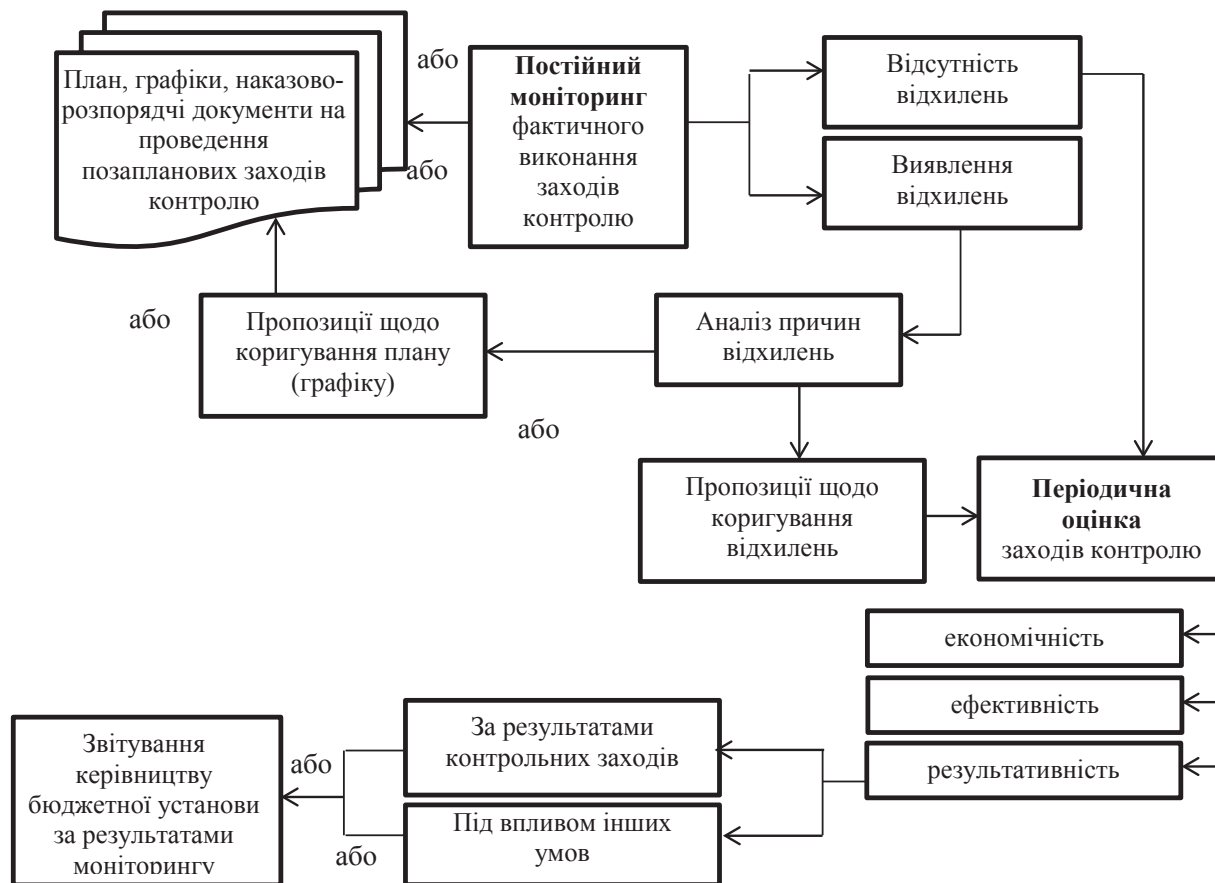 План, графіки, наказово-
розпорядчі документи на
проведення
позапланових заходів
контролю
або
або
Постійний
моніторинг
фактичного
виконання
заходів
контролю
Відсутність
відхилень
Виявлення
відхилень
або
Пропозиції щодо
коригування плану
(графіку)
або
Аналіз причин
відхилень
Пропозиції щодо
коригування
відхилень
Періодична
оцінка
заходів контролю
економічність
ефективність
результативність
За результатами
контрольних заходів
Під впливом інших
умов
або
або
Звітування
керівництву
бюджетної установи
за результатами
моніторингу